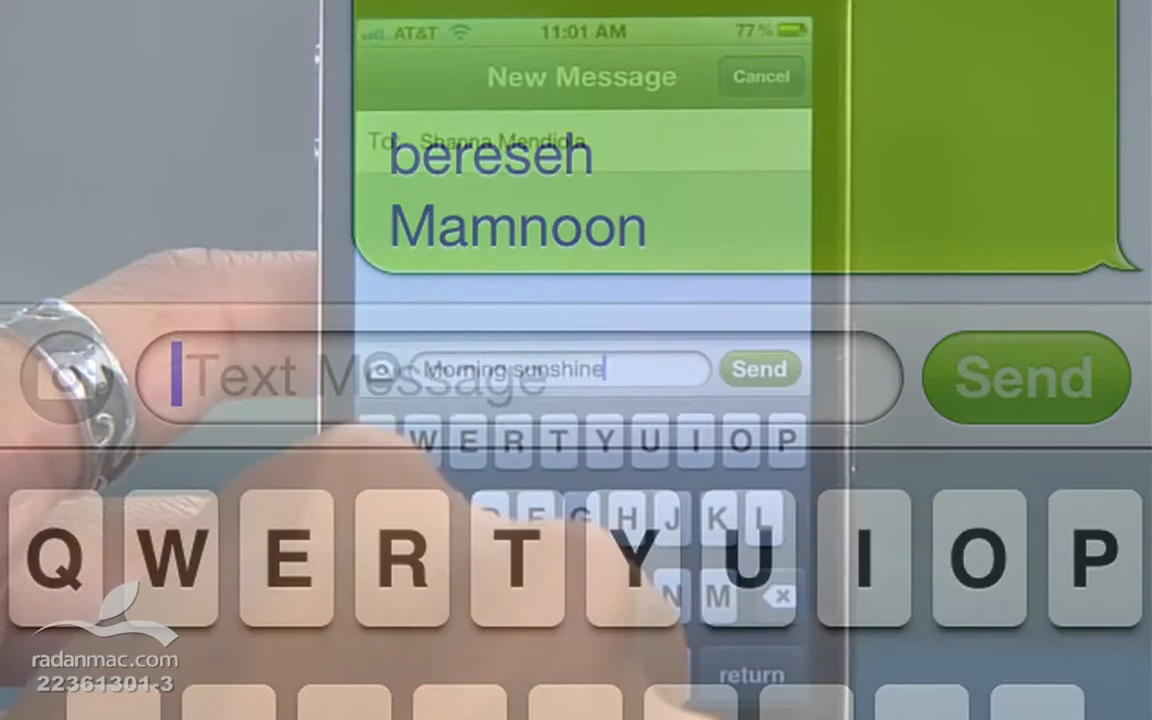 AT&T 11:01 AM 77%
New Message Cancel
To: Shanna Mendiola
bereseh
Mamnoon
Text Message Send
Morning sunshine Send
W E R T Y U I O P
D F G H J K L
Q W E R T Y U I O P
N M
return
radanmac.com
22361301-3